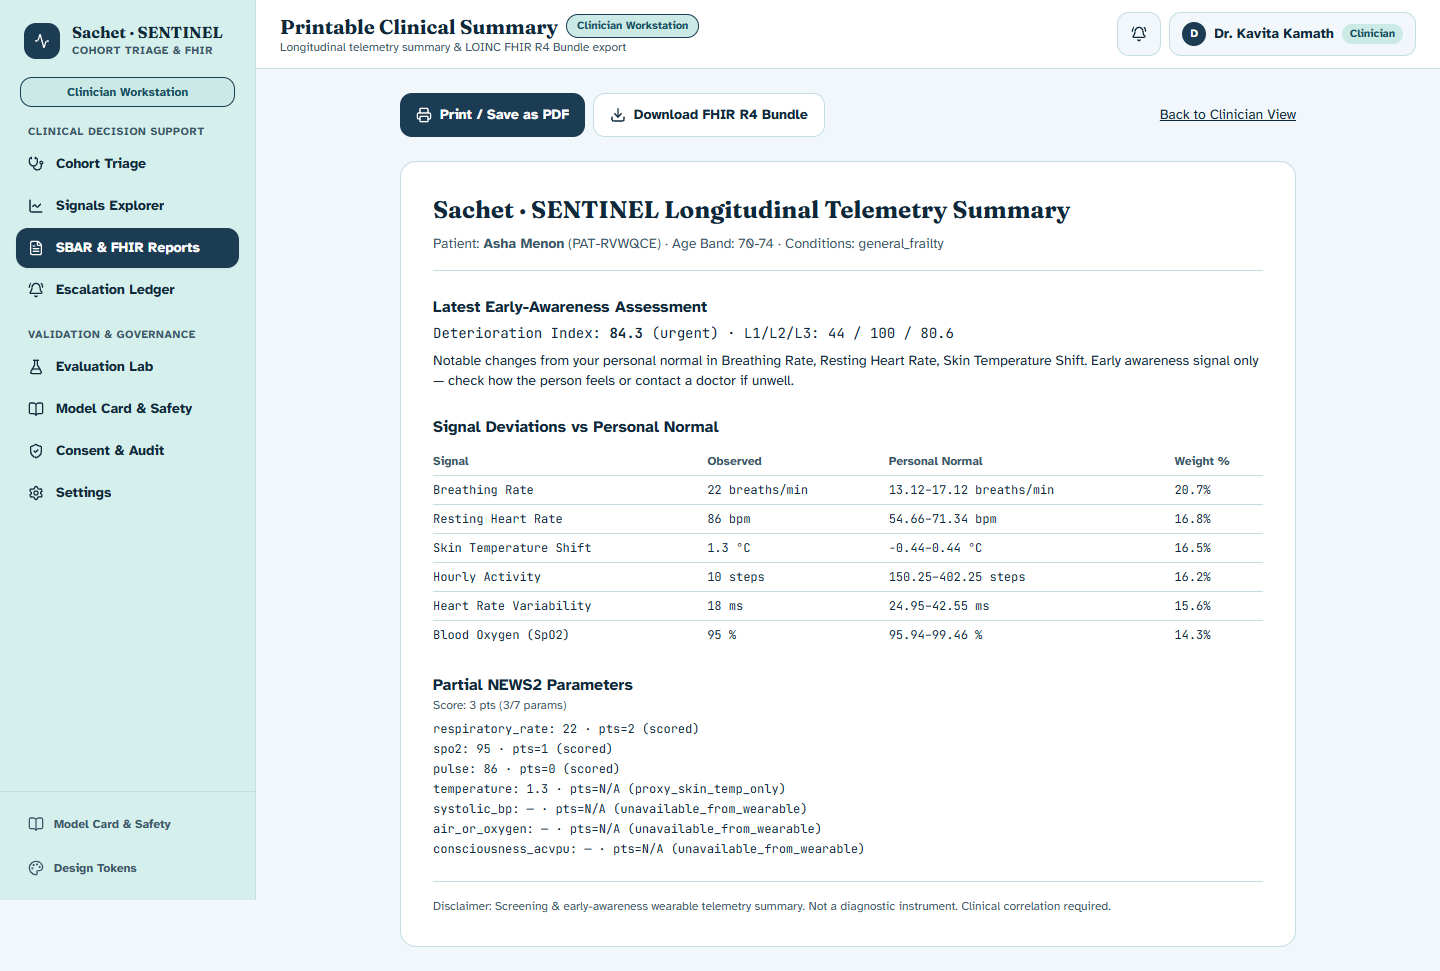 Sachet · SENTINEL
COHORT TRIAGE & FHIR
Clinician Workstation
CLINICAL DECISION SUPPORT
Cohort Triage
Signals Explorer
SBAR & FHIR Reports
Escalation Ledger
VALIDATION & GOVERNANCE
Evaluation Lab
Model Card & Safety
Consent & Audit
Settings
Model Card & Safety
Design Tokens
Printable Clinical Summary
Clinician Workstation
Longitudinal telemetry summary & LOINC FHIR R4 Bundle export
D
Dr. Kavita Kamath
Clinician
Print / Save as PDF
Download FHIR R4 Bundle
Back to Clinician View
Sachet · SENTINEL Longitudinal Telemetry Summary
Patient: Asha Menon (PAT-RVWQCE) · Age Band: 70-74 · Conditions: general_frailty
Latest Early-Awareness Assessment
Deterioration Index: 84.3 (urgent) · L1/L2/L3: 44 / 100 / 80.6
Notable changes from your personal normal in Breathing Rate, Resting Heart Rate, Skin Temperature Shift. Early awareness signal only
— check how the person feels or contact a doctor if unwell.
Signal Deviations vs Personal Normal
Signal Observed Personal Normal Weight %
Breathing Rate 22 breaths/min 13.12–17.12 breaths/min 20.7%
Resting Heart Rate 86 bpm 54.66–71.34 bpm 16.8%
Skin Temperature Shift 1.3 °C -0.44–0.44 °C 16.5%
Hourly Activity 10 steps 150.25–402.25 steps 16.2%
Heart Rate Variability 18 ms 24.95–42.55 ms 15.6%
Blood Oxygen (SpO2) 95 % 95.94–99.46 % 14.3%
Partial NEWS2 Parameters
Score: 3 pts (3/7 params)
respiratory_rate: 22 · pts=2 (scored)
spo2: 95 · pts=1 (scored)
pulse: 86 · pts=0 (scored)
temperature: 1.3 · pts=N/A (proxy_skin_temp_only)
systolic_bp: — · pts=N/A (unavailable_from_wearable)
air_or_oxygen: — · pts=N/A (unavailable_from_wearable)
consciousness_acvpu: — · pts=N/A (unavailable_from_wearable)
Disclaimer: Screening & early-awareness wearable telemetry summary. Not a diagnostic instrument. Clinical correlation required.